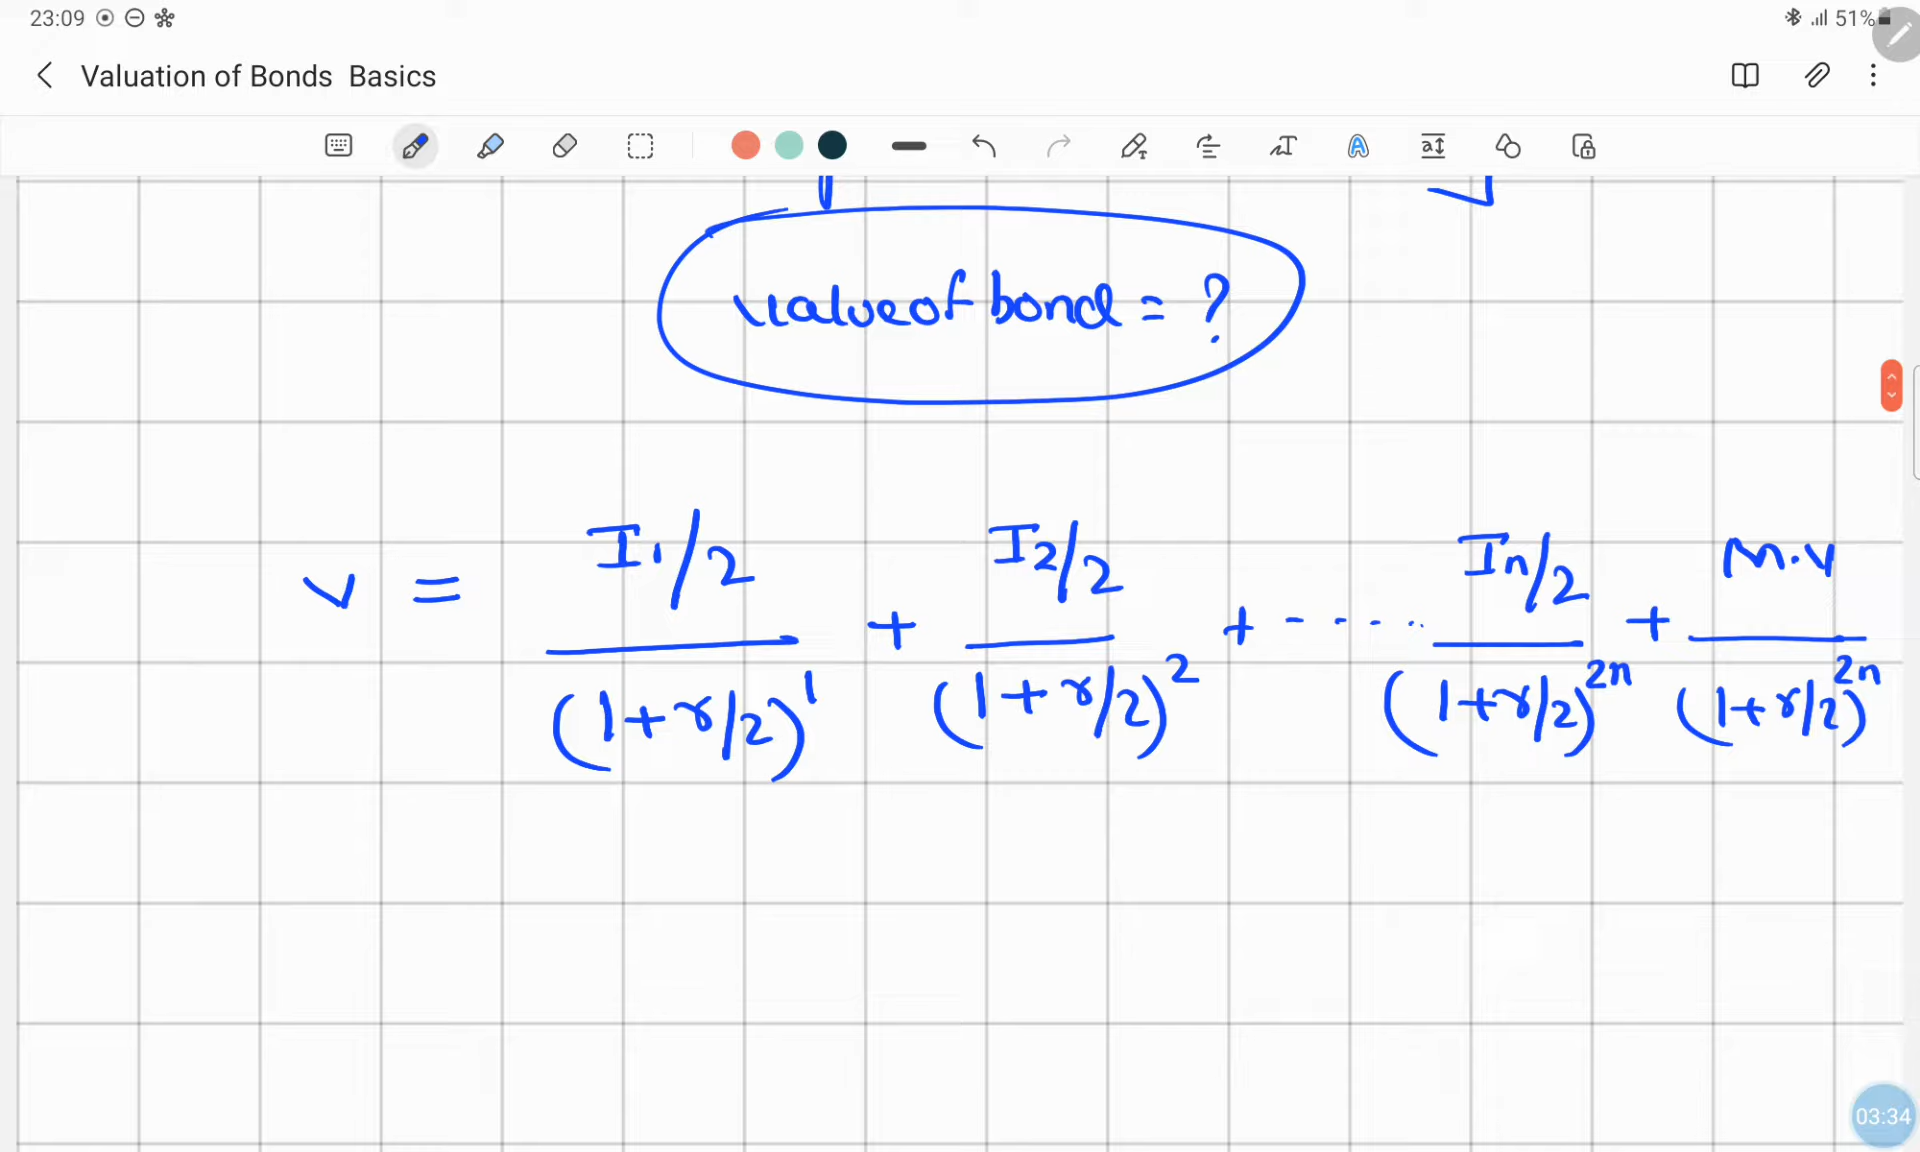 23:09 51%
Valuation of Bonds Basics
value of bond = ?
V = I1/2 / (1+r/2)^1 + I2/2 / (1+r/2)^2 + ..... In/2 / (1+r/2)^2n + M.V / (1+r/2)^2n
03:34